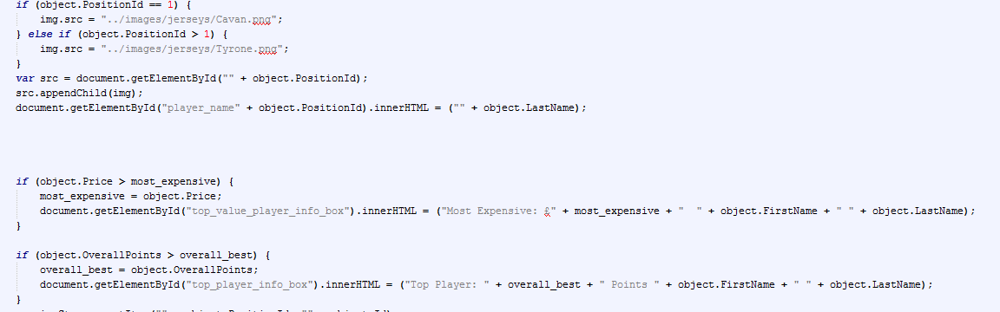 if (object.PositionId == 1) {
img.src = "../images/jerseys/Cavan.png";
} else if (object.PositionId > 1) {
img.src = "../images/jerseys/Tyrone.png";
}
var src = document.getElementById("" + object.PositionId);
src.appendChild(img);
document.getElementById("player_name" + object.PositionId).innerHTML = ("" + object.LastName);
if (object.Price > most_expensive) {
most_expensive = object.Price;
document.getElementById("top_value_player_info_box").innerHTML = ("Most Expensive: £" + most_expensive + "  " + object.FirstName + " " + object.LastName);
}
if (object.OverallPoints > overall_best) {
overall_best = object.OverallPoints;
document.getElementById("top_player_info_box").innerHTML = ("Top Player: " + overall_best + " Points " + object.FirstName + " " + object.LastName);
}